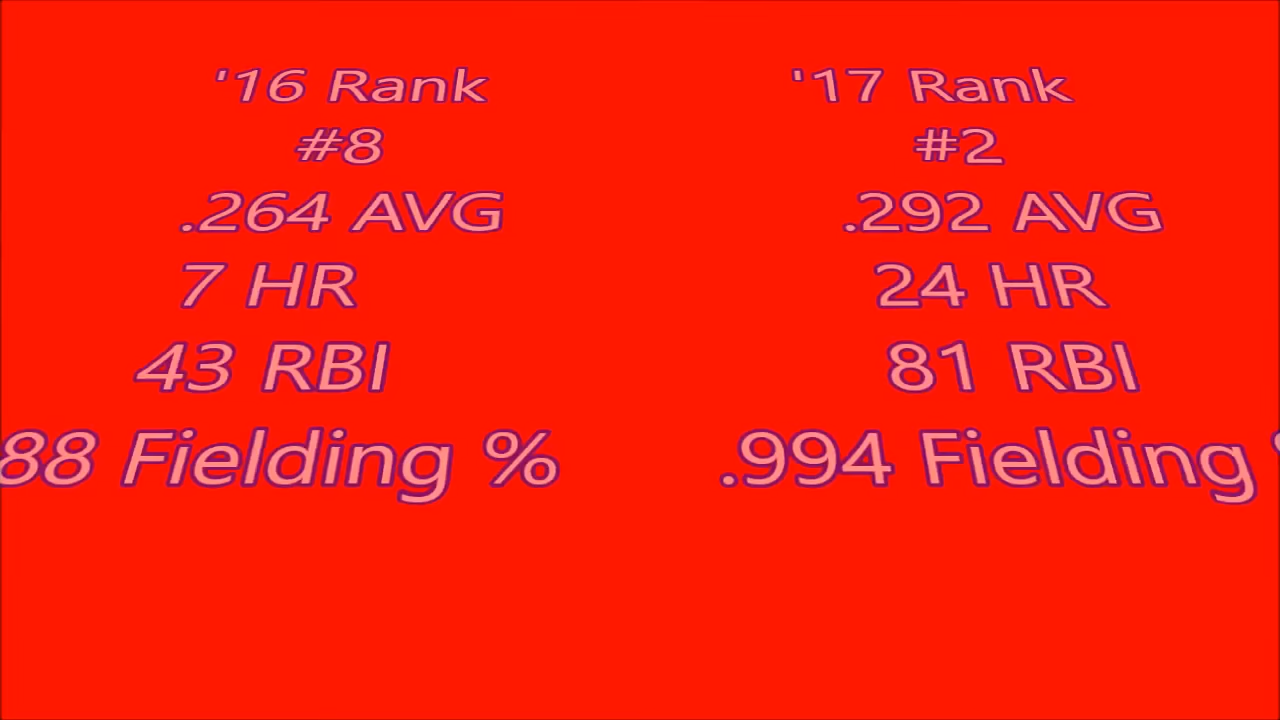 '16 Rank
#8
.264 AVG
7 HR
43 RBI
88 Fielding %
'17 Rank
#2
.292 AVG
24 HR
81 RBI
.994 Fielding